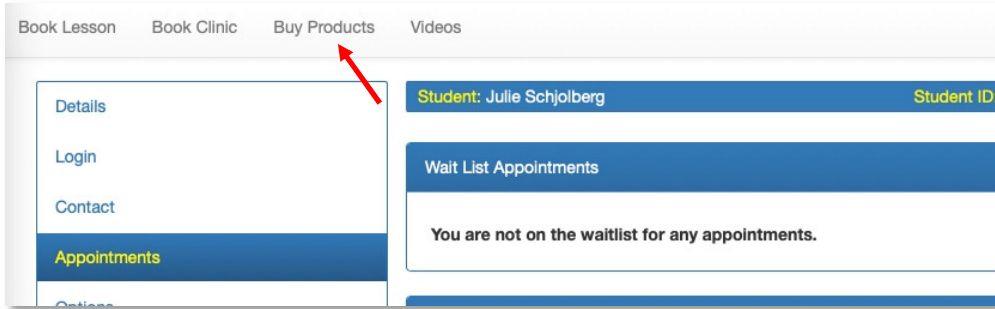 Book Lesson Book Clinic Buy Products Videos
Details
Login
Contact
Appointments
Options
Student: Julie Schjolberg Student ID
Wait List Appointments
You are not on the waitlist for any appointments.